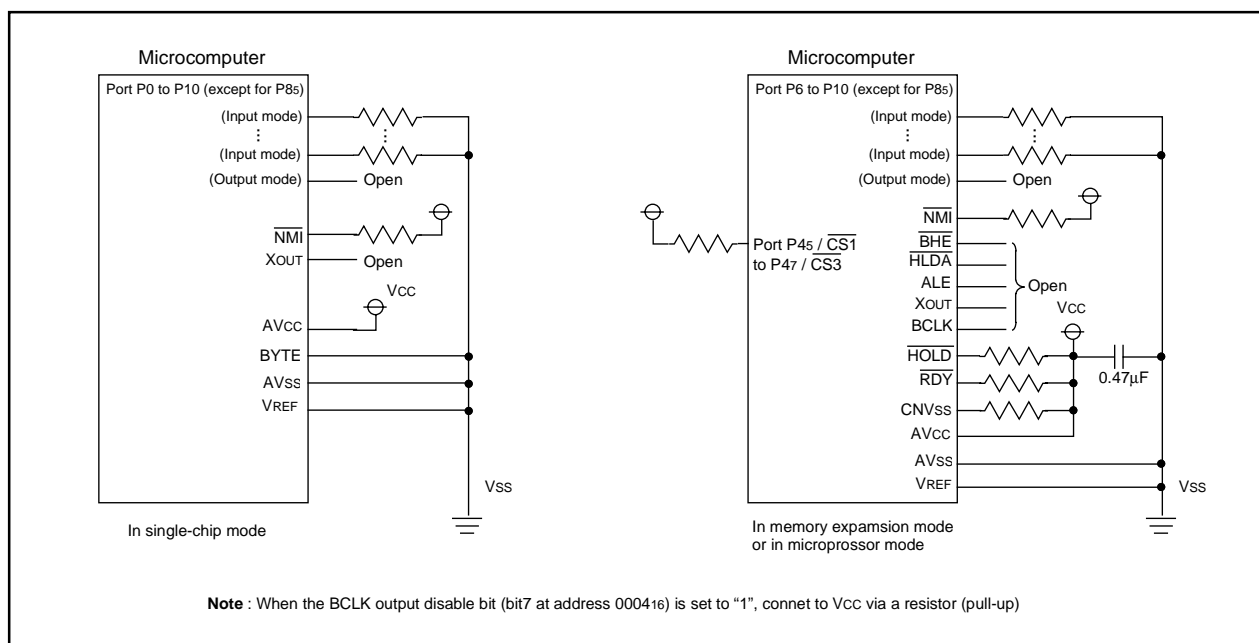 Microcomputer
Port P0 to P10 (except for P85)
(Input mode)
(Input mode)
(Output mode)
Open
NMI
XOUT
Open
VCC
AVCC
BYTE
AVSS
VREF
VSS
In single-chip mode
Microcomputer
Port P6 to P10 (except for P85)
(Input mode)
(Input mode)
(Output mode)
Open
NMI
Port P45 / CS1
to P47 / CS3
BHE
HLDA
ALE
XOUT
BCLK
Open
VCC
HOLD
RDY
CNVSS
AVCC
0.47µF
AVSS
VREF
VSS
In memory expansion mode
or in microprossor mode
Note : When the BCLK output disable bit (bit7 at address 000416) is set to “1”, connet to VCC via a resistor (pull-up)